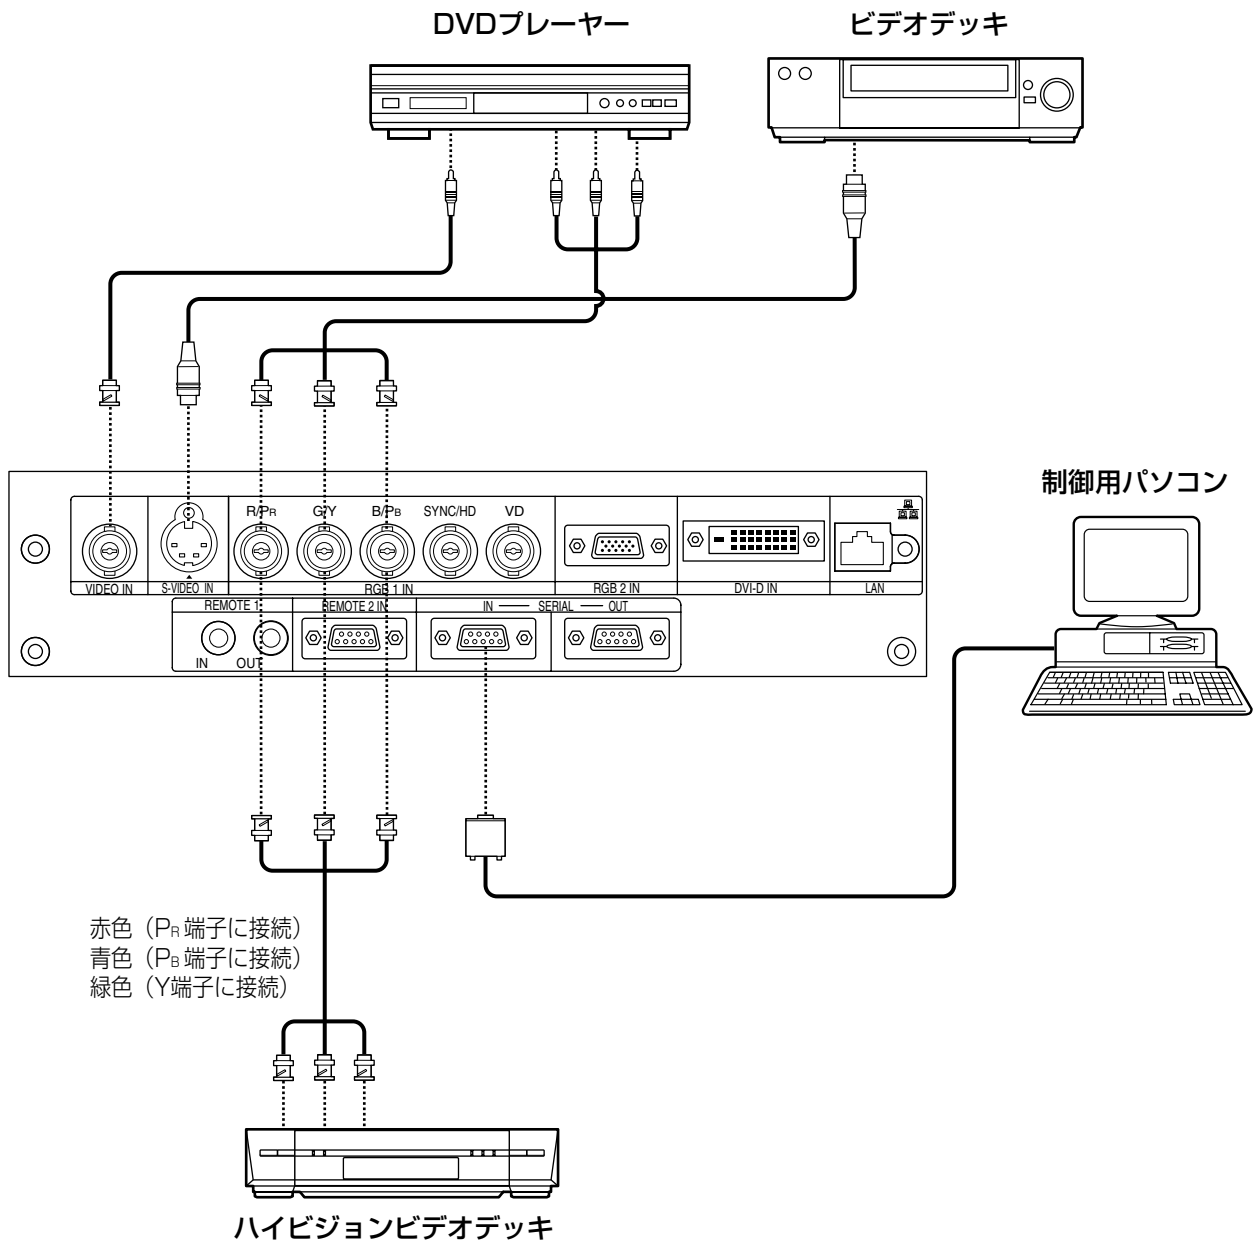 DVDプレーヤー
ビデオデッキ
制御用パソコン
R/PR
G/Y
B/PB
SYNC/HD
VD
VIDEO IN
S-VIDEO IN
RGB 1 IN
RGB 2 IN
DVI-D IN
LAN
REMOTE 1
REMOTE 2 IN
IN
SERIAL
OUT
IN
OUT
赤色（PR 端子に接続）
青色（PB 端子に接続）
緑色（Y端子に接続）
ハイビジョンビデオデッキ